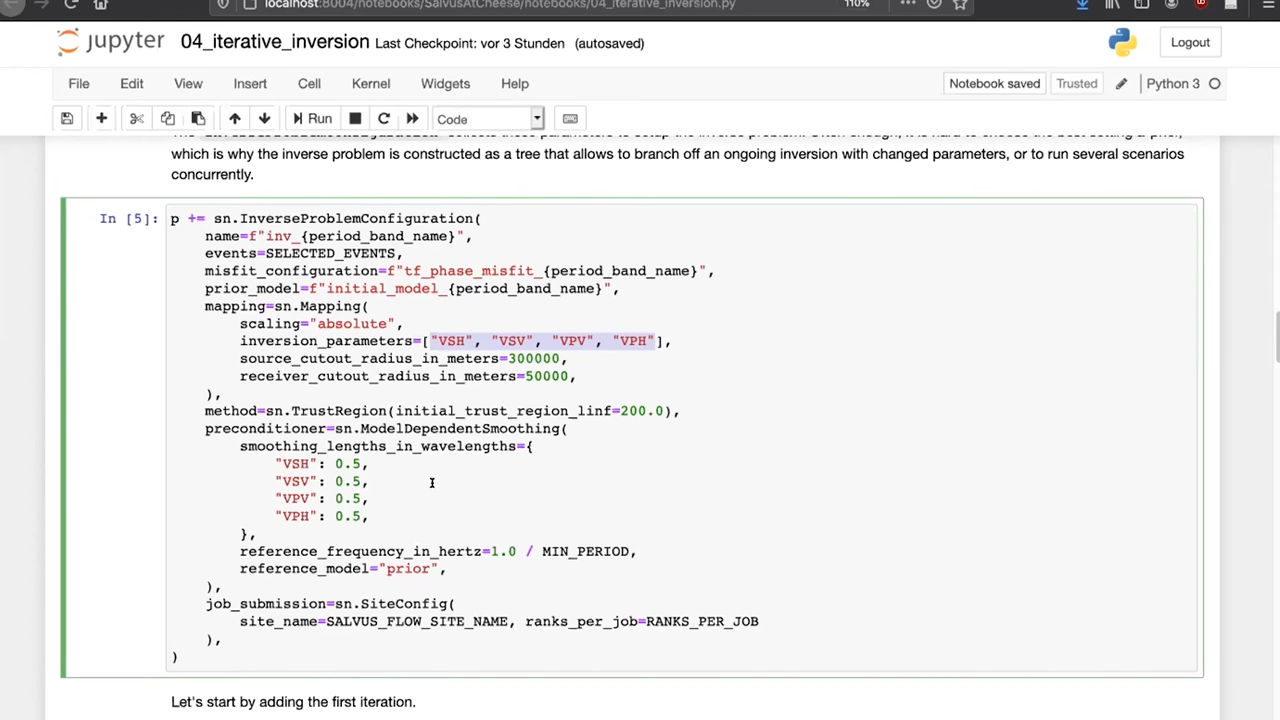 localhost:8004/notebooks/SalvusAtCheese/notebooks/04_iterative_inversion.py
110%
jupyter 04_iterative_inversion Last Checkpoint: vor 3 Stunden (autosaved)
Logout
File Edit View Insert Cell Kernel Widgets Help
Notebook saved Trusted Python 3
Run Code
which is why the inverse problem is constructed as a tree that allows to branch off an ongoing inversion with changed parameters, or to run several scenarios
concurrently.
In [5]: p += sn.InverseProblemConfiguration(
name=f"inv_{period_band_name}",
events=SELECTED_EVENTS,
misfit_configuration=f"tf_phase_misfit_{period_band_name}",
prior_model=f"initial_model_{period_band_name}",
mapping=sn.Mapping(
scaling="absolute",
inversion_parameters=["VSH", "VSV", "VPV", "VPH"],
source_cutout_radius_in_meters=300000,
receiver_cutout_radius_in_meters=50000,
),
method=sn.TrustRegion(initial_trust_region_linf=200.0),
preconditioner=sn.ModelDependentSmoothing(
smoothing_lengths_in_wavelengths={
"VSH": 0.5,
"VSV": 0.5,
"VPV": 0.5,
"VPH": 0.5,
},
reference_frequency_in_hertz=1.0 / MIN_PERIOD,
reference_model="prior",
),
job_submission=sn.SiteConfig(
site_name=SALVUS_FLOW_SITE_NAME, ranks_per_job=RANKS_PER_JOB
),
)
Let's start by adding the first iteration.